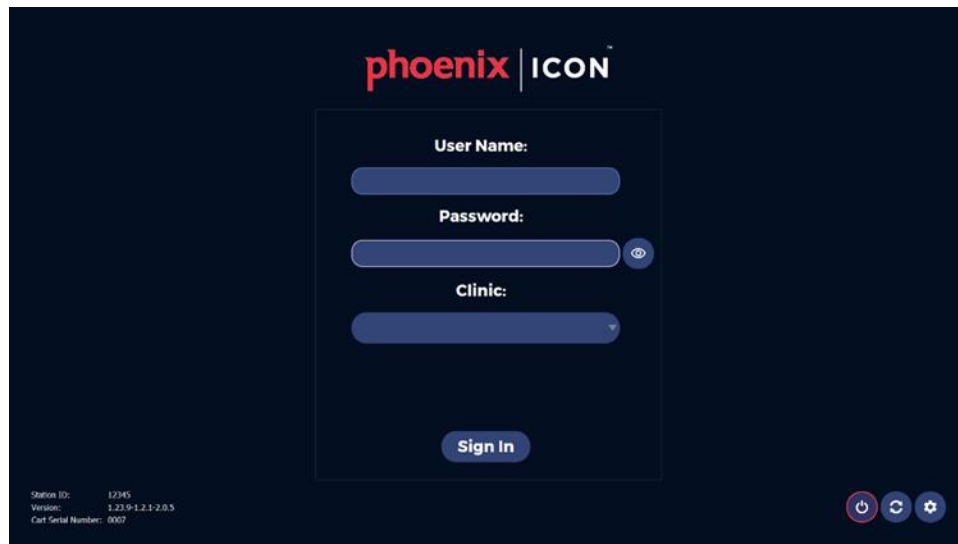 phoenix | ICON™
User Name:
Password:
Clinic:
Sign In
Station ID: 12345
Version: 1.23.9-1.2.1-2.0.5
Cart Serial Number: 0007